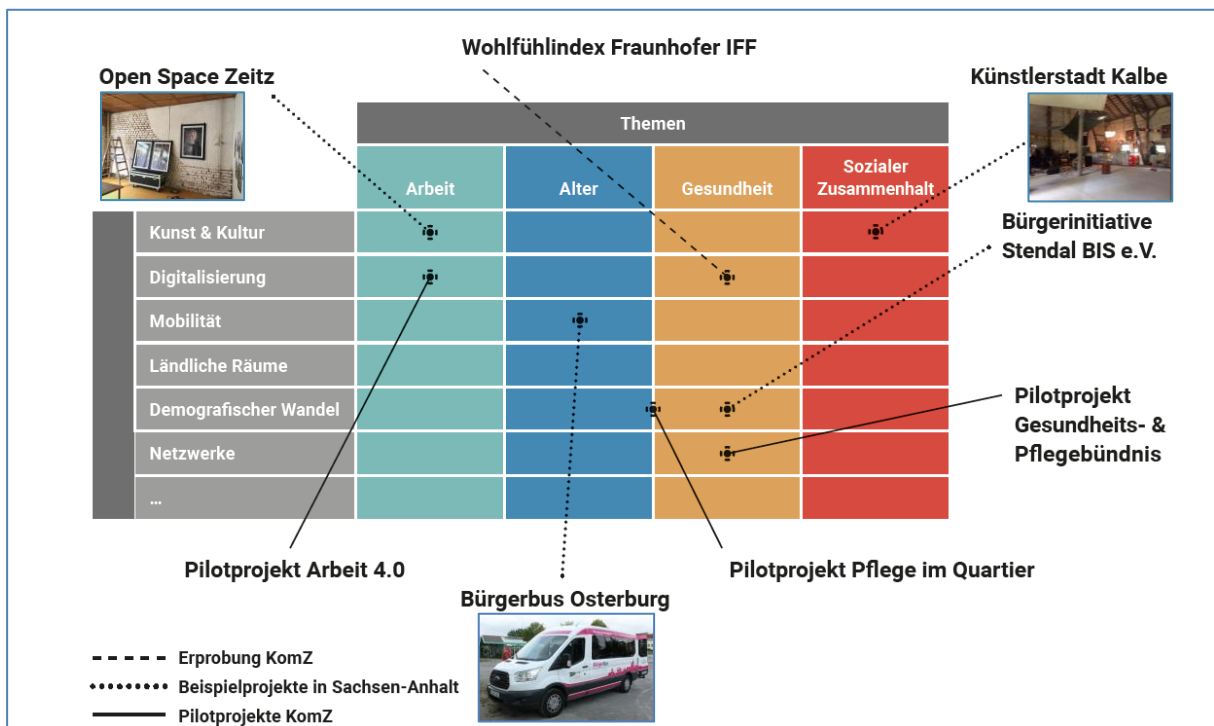 Wohlfühlindex Fraunhofer IFF
Open Space Zeitz
Künstlerstadt Kalbe
Themen
Arbeit
Alter
Gesundheit
Sozialer
Zusammenhalt
Kunst & Kultur
Bürgerinitiative
Stendal BIS e.V.
Digitalisierung
Mobilität
Ländliche Räume
Demografischer Wandel
Pilotprojekt
Gesundheits- &
Pflegebündnis
Netzwerke
...
Pilotprojekt Arbeit 4.0
Pilotprojekt Pflege im Quartier
Bürgerbus Osterburg
Erprobung KomZ
Beispielprojekte in Sachsen-Anhalt
Pilotprojekte KomZ